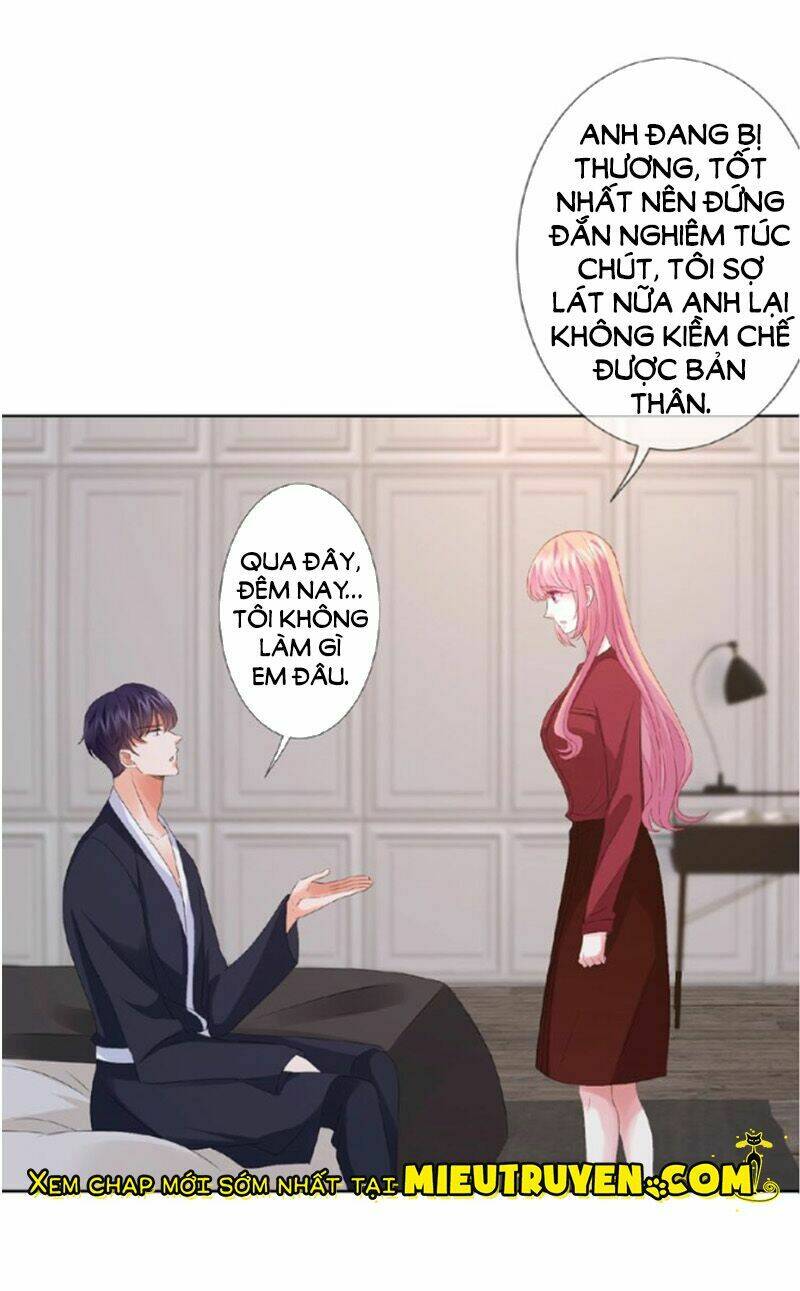 ANH ĐANG BỊ
THƯƠNG, TỐT
NHẤT NÊN ĐỨNG
ĐẮN NGHIÊM TÚC
CHÚT, TÔI SỢ
LÁT NỮA ANH LẠI
KHÔNG KIỀM CHẾ
ĐƯỢC BẢN
THÂN.
QUA ĐÂY,
ĐÊM NAY...
TÔI KHÔNG
LÀM GÌ
EM ĐÂU.
XEM CHAP MỚI SỚM NHẤT TẠI MIEUTRUYEN.COM